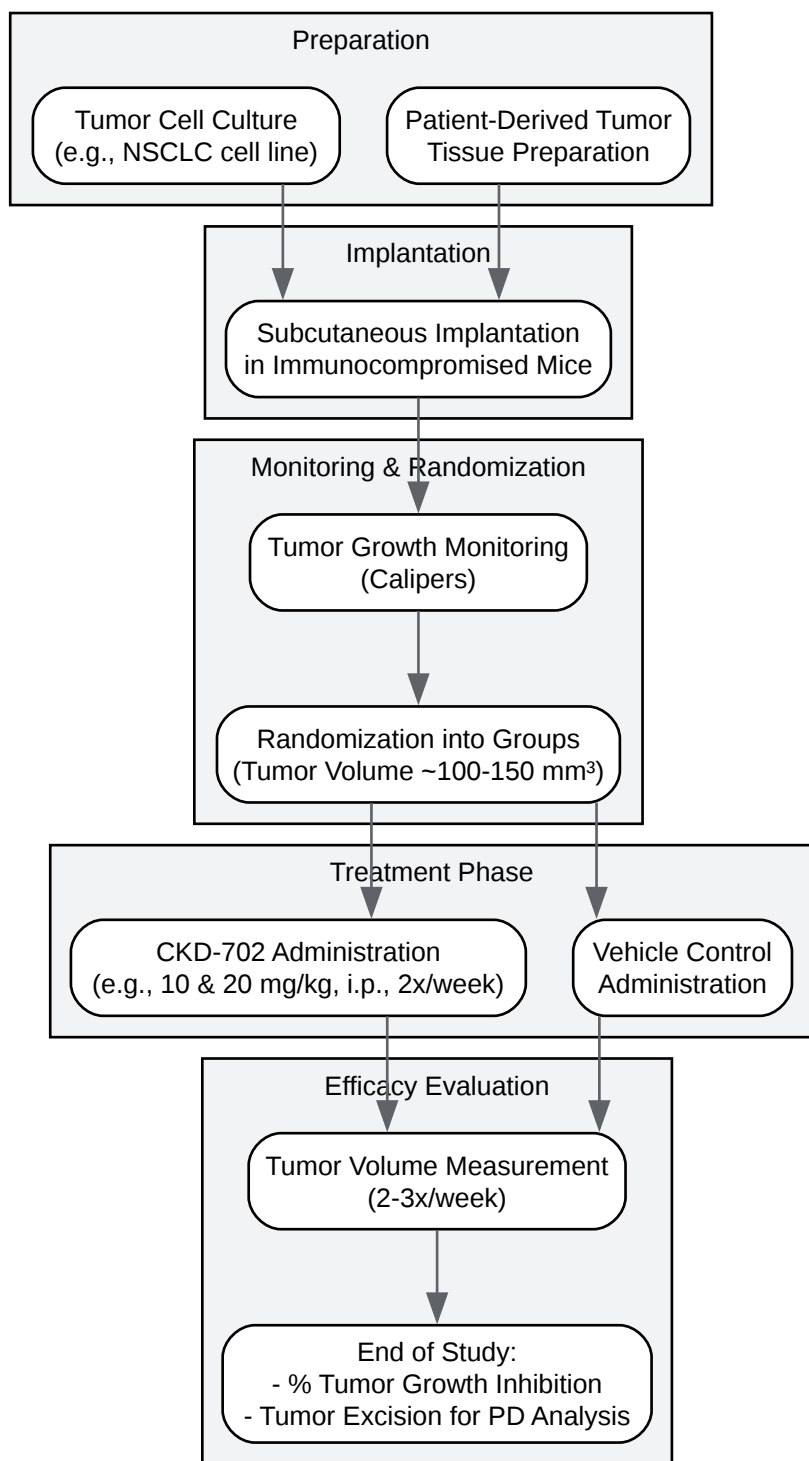 Preparation
Tumor Cell Culture
(e.g., NSCLC cell line)
Patient-Derived Tumor
Tissue Preparation
Implantation
Subcutaneous Implantation
in Immunocompromised Mice
Monitoring & Randomization
Tumor Growth Monitoring
(Calipers)
Randomization into Groups
(Tumor Volume ~100-150 mm³)
Treatment Phase
CKD-702 Administration
(e.g., 10 & 20 mg/kg, i.p., 2x/week)
Vehicle Control
Administration
Efficacy Evaluation
Tumor Volume Measurement
(2-3x/week)
End of Study:
- % Tumor Growth Inhibition
- Tumor Excision for PD Analysis